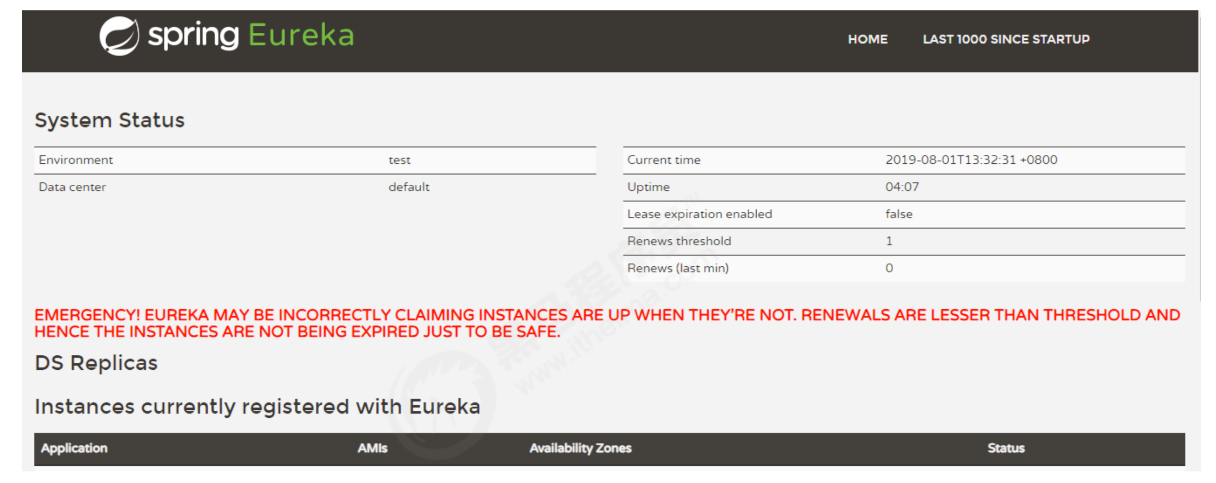 spring Eureka
HOME LAST 1000 SINCE STARTUP
System Status
Environment test
Data center default
Current time 2019-08-01T13:32:31 +0800
Uptime 04:07
Lease expiration enabled false
Renews threshold 1
Renews (last min) 0
EMERGENCY! EUREKA MAY BE INCORRECTLY CLAIMING INSTANCES ARE UP WHEN THEY'RE NOT. RENEWALS ARE LESSER THAN THRESHOLD AND
HENCE THE INSTANCES ARE NOT BEING EXPIRED JUST TO BE SAFE.
DS Replicas
Instances currently registered with Eureka
Application AMIs Availability Zones Status